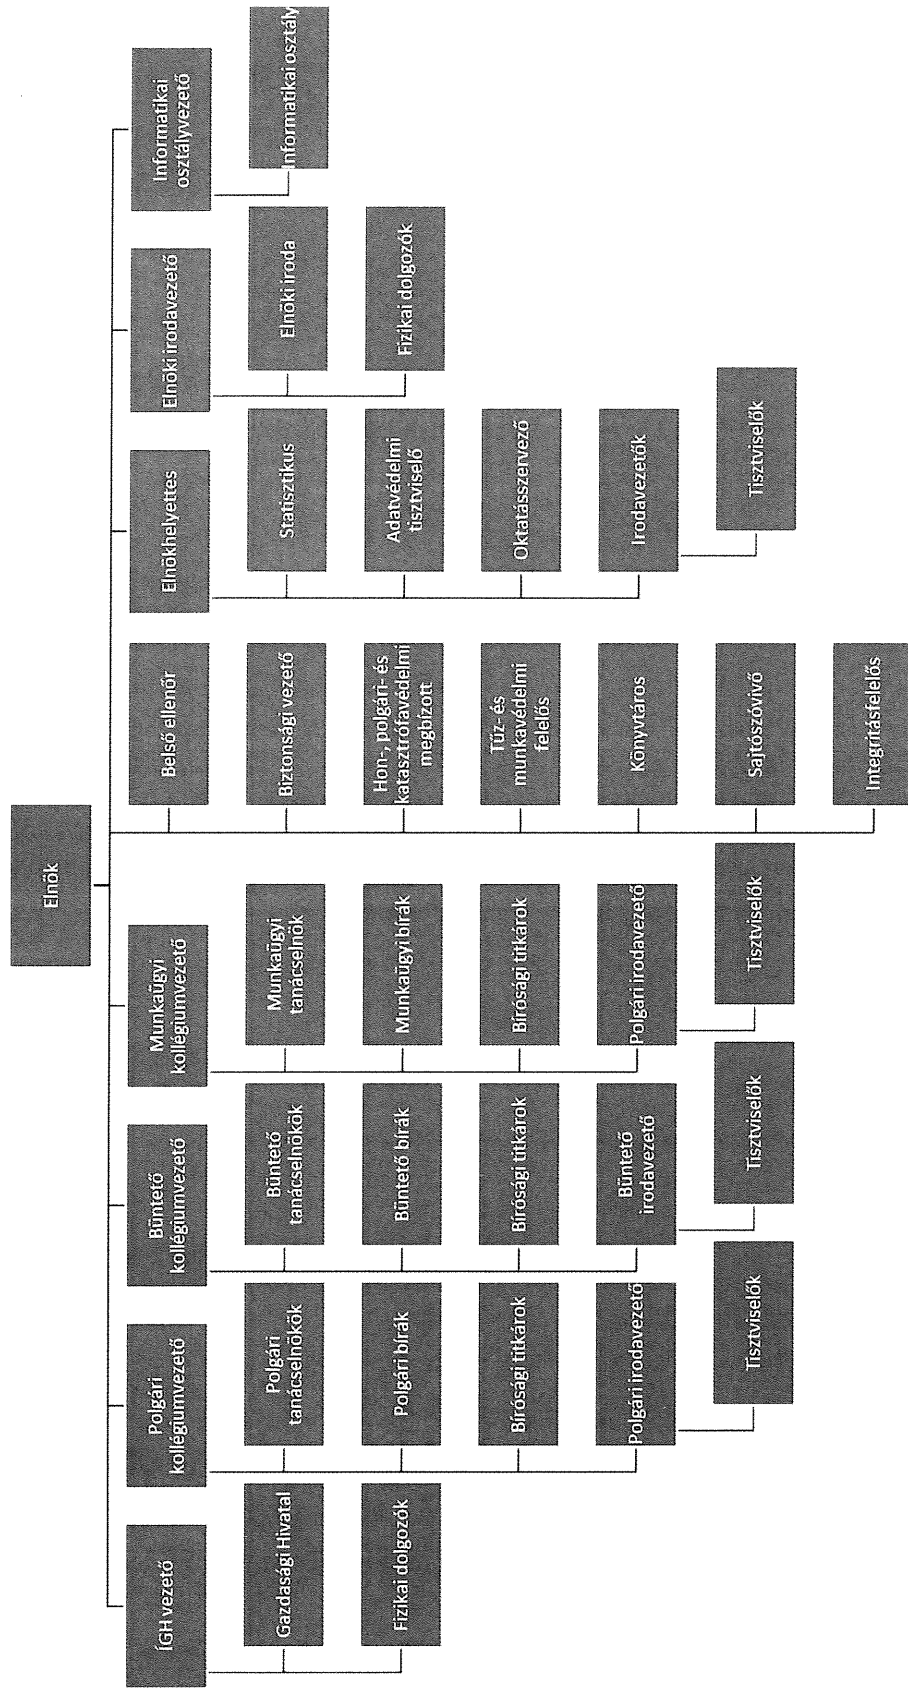 Elnök
ÍGH vezető
Gazdasági Hivatal
Fizikai dolgozók
Polgári
kollégiumvezető
Polgári
tanácselnökök
Polgári bírák
Bírósági titkárok
Polgári irodavezető
Tisztviselők
Büntető
kollégiumvezető
Büntető
tanácselnökök
Büntető bírák
Bírósági titkárok
Büntető
irodavezető
Tisztviselők
Munkaügyi
kollégiumvezető
Munkaügyi
tanácselnök
Munkaügyi bírák
Bírósági titkárok
Polgári irodavezető
Tisztviselők
Belső ellenőr
Biztonsági vezető
Hon-, polgári- és
katasztrófavédelmi
megbízott
Tűz- és
munkavédelmi
felelős
Könyvtáros
Sajtószóvivő
Integritásfelelős
Elnökhelyettes
Statisztikus
Adatvédelmi
tisztviselő
Oktatásszervező
Irodavezetők
Tisztviselők
Elnöki irodavezető
Elnöki iroda
Fizikai dolgozók
Informatikai
osztályvezető
Informatikai osztály